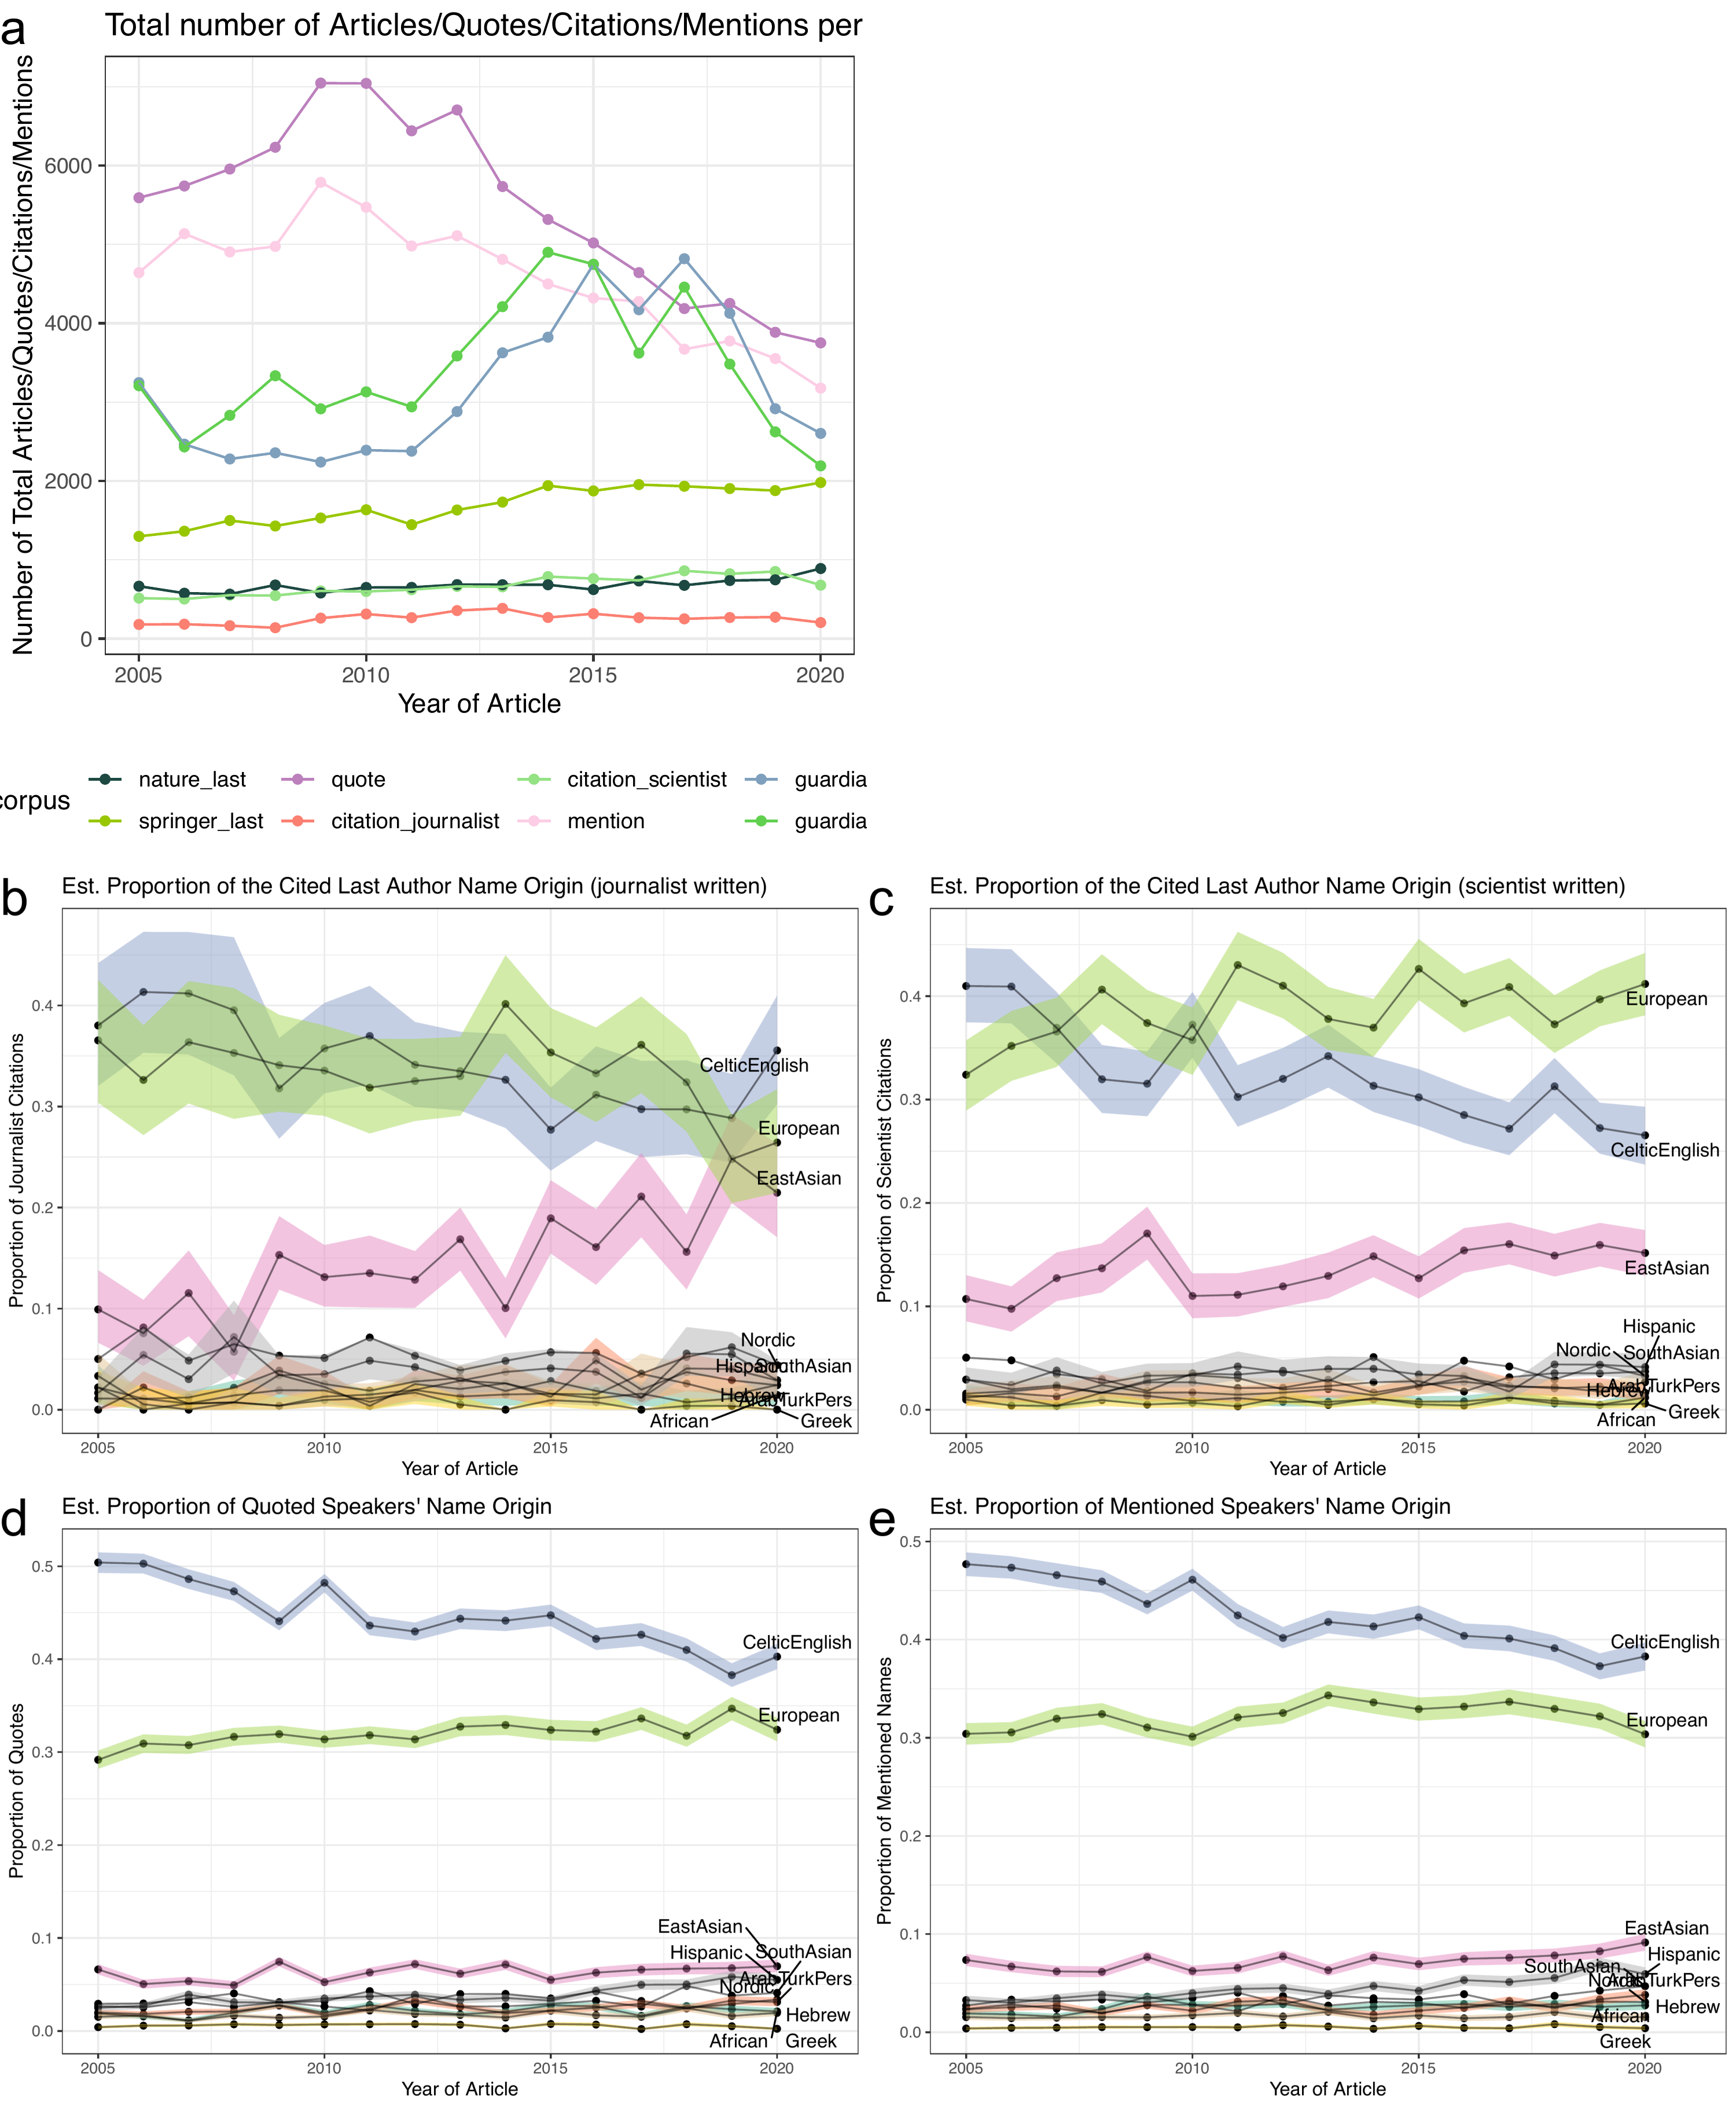 a
Total number of Articles/Quotes/Citations/Mentions per
Number of Total Articles/Quotes/Citations/Mentions
6000
4000
2000
0
2005 2010 2015 2020
Year of Article
corpus
nature_last quote citation_scientist guardia
springer_last citation_journalist mention guardia
b
Est. Proportion of the Cited Last Author Name Origin (journalist written)
Proportion of Journalist Citations
0.4
0.3
0.2
0.1
0.0
CelticEnglish
European
EastAsian
Nordic
Hispanic SouthAsian
Hebrew
ArabTurkPers
African Greek
2005 2010 2015 2020
Year of Article
c
Est. Proportion of the Cited Last Author Name Origin (scientist written)
Proportion of Scientist Citations
0.4
0.3
0.2
0.1
0.0
European
CelticEnglish
EastAsian
Hispanic
Nordic SouthAsian
ArabTurkPers
Hebrew
Greek
African
2005 2010 2015 2020
Year of Article
d
Est. Proportion of Quoted Speakers' Name Origin
Proportion of Quotes
0.5
0.4
0.3
0.2
0.1
0.0
CelticEnglish
European
EastAsian
Hispanic SouthAsian
ArabTurkPers
Nordic
Hebrew
African Greek
2005 2010 2015 2020
Year of Article
e
Est. Proportion of Mentioned Speakers' Name Origin
Proportion of Mentioned Names
0.5
0.4
0.3
0.2
0.1
0.0
CelticEnglish
European
EastAsian
Hispanic
SouthAsian
Nordic ArabTurkPers
Hebrew
African
Greek
2005 2010 2015 2020
Year of Article